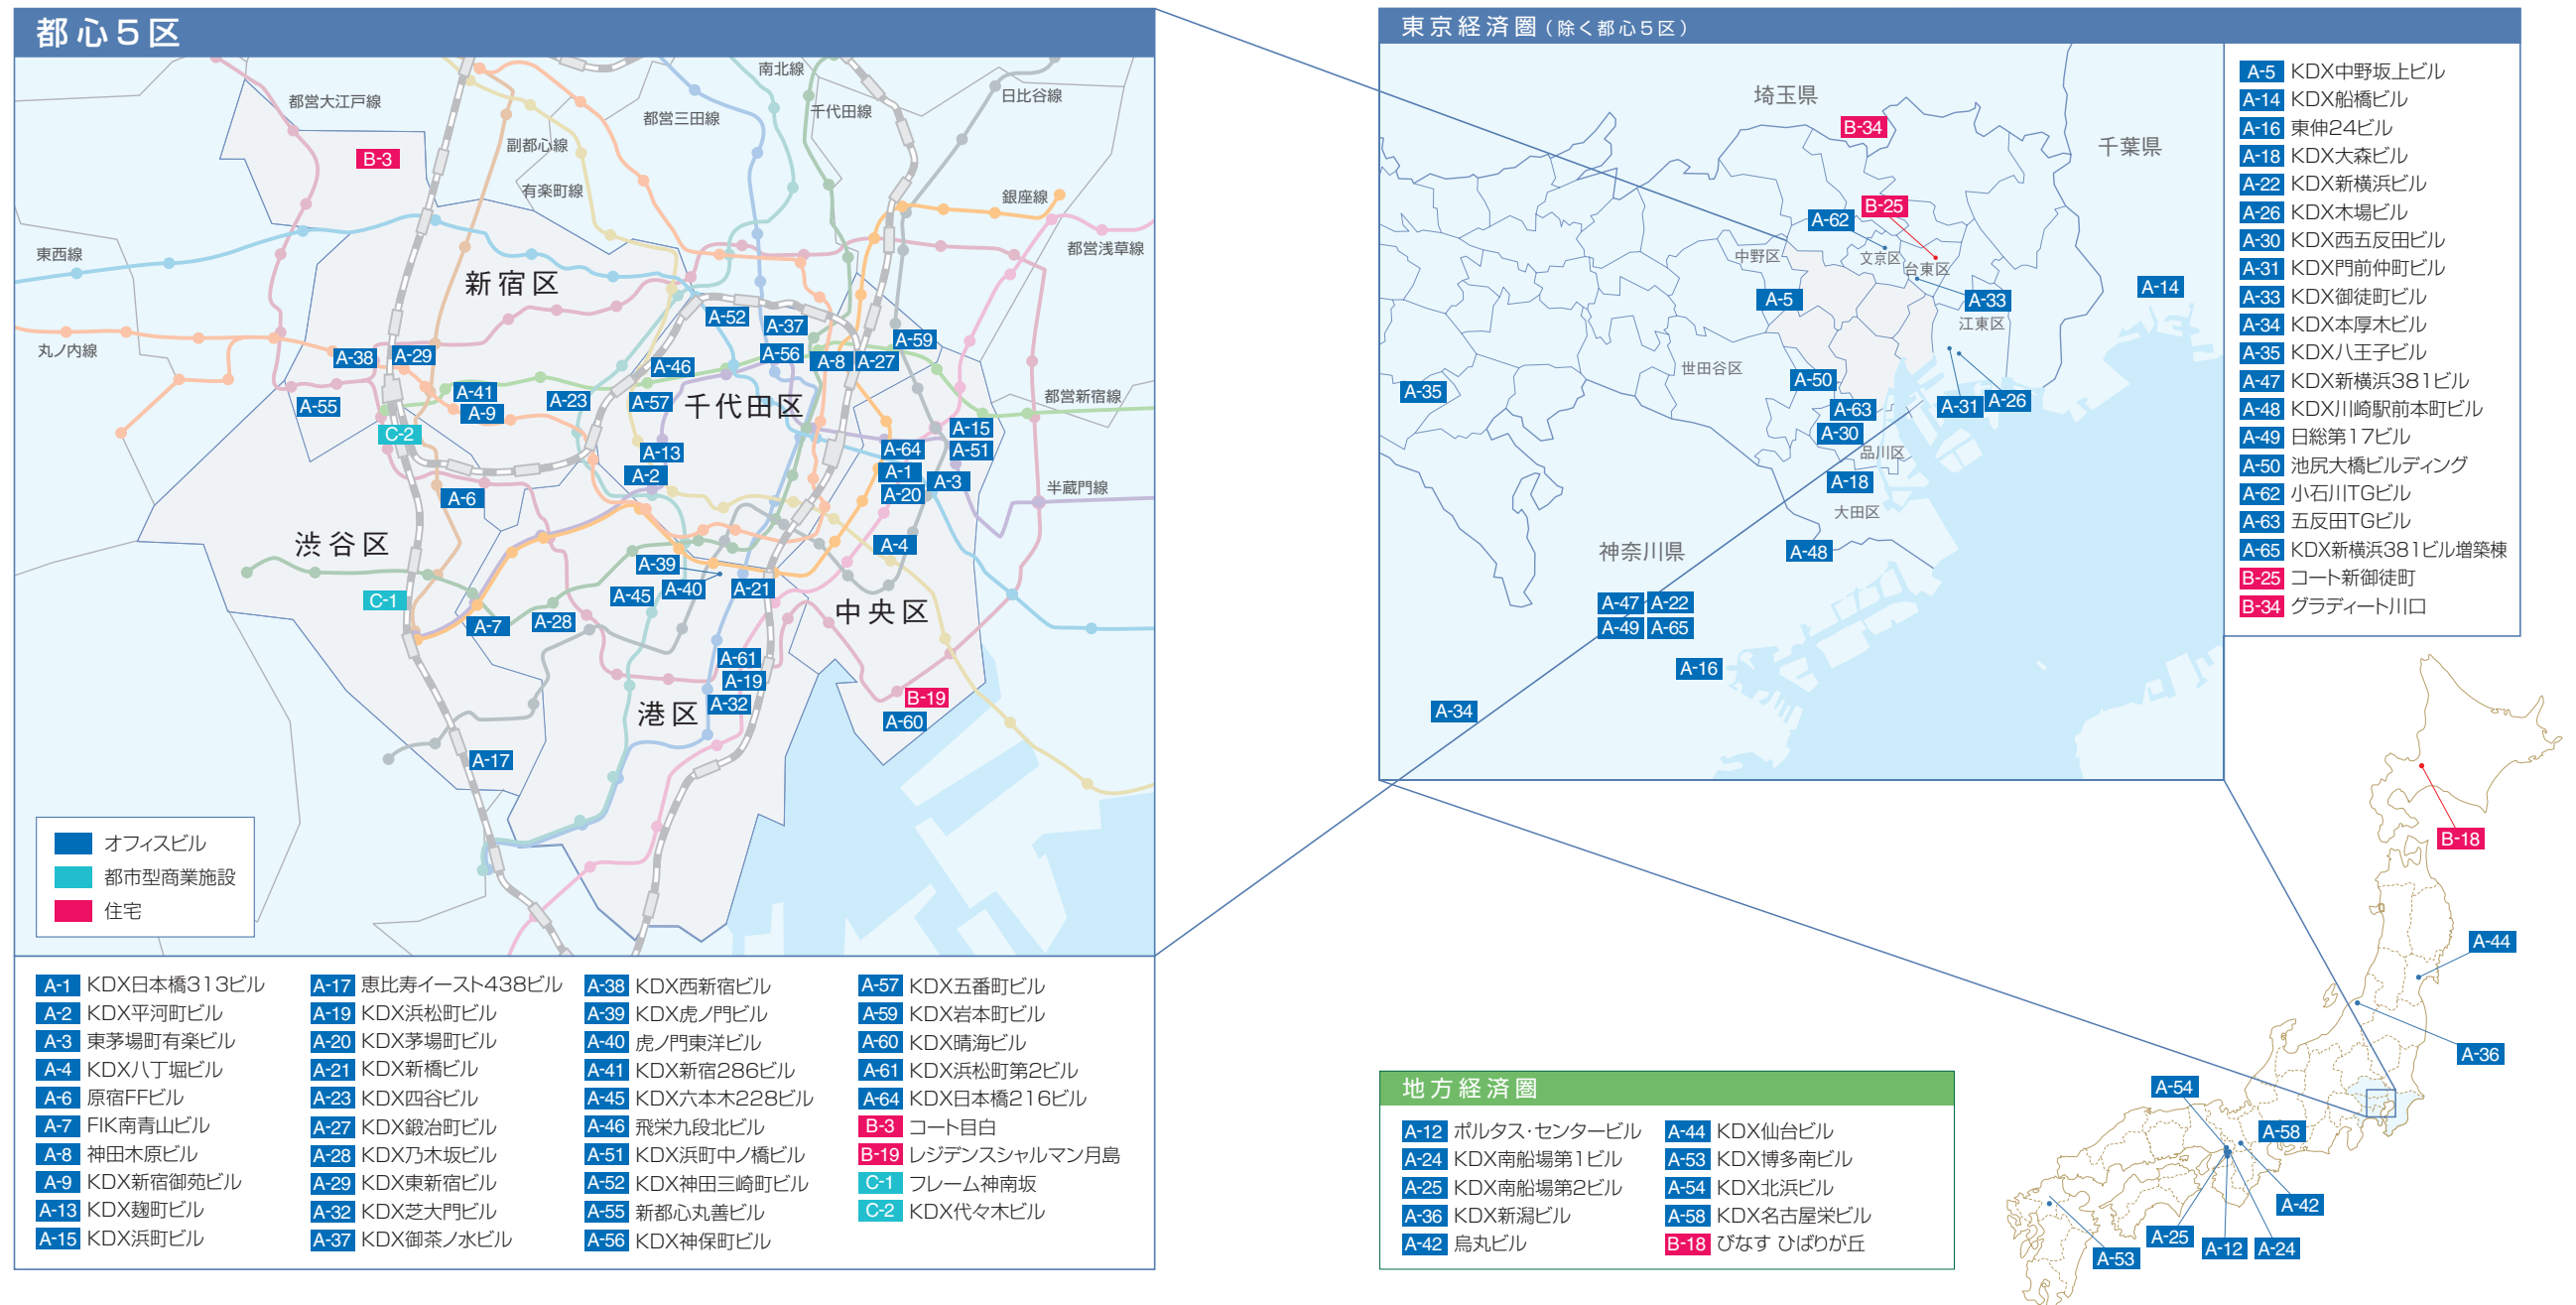 都心5区
都営大江戸線
南北線
日比谷線
千代田線
都営三田線
副都心線
有楽町線
銀座線
都営浅草線
東西線
丸ノ内線
都営新宿線
半蔵門線
新宿区
千代田区
渋谷区
中央区
港区
B-3
A-52
A-37
A-59
A-38
A-29
A-56
A-8
A-27
A-46
A-41
A-55
A-9
A-23
A-57
C-2
A-15
A-64
A-51
A-13
A-1
A-2
A-3
A-20
A-6
A-4
A-39
A-40
A-21
A-45
C-1
A-7
A-28
A-61
A-19
A-32
B-19
A-60
A-17
オフィスビル
都市型商業施設
住宅
A-1 KDX日本橋313ビル
A-2 KDX平河町ビル
A-3 東茅場町有楽ビル
A-4 KDX八丁堀ビル
A-6 原宿FFビル
A-7 FIK南青山ビル
A-8 神田木原ビル
A-9 KDX新宿御苑ビル
A-13 KDX麹町ビル
A-15 KDX浜町ビル
A-17 恵比寿イースト438ビル
A-19 KDX浜松町ビル
A-20 KDX茅場町ビル
A-21 KDX新橋ビル
A-23 KDX四谷ビル
A-27 KDX鍛冶町ビル
A-28 KDX乃木坂ビル
A-29 KDX東新宿ビル
A-32 KDX芝大門ビル
A-37 KDX御茶ノ水ビル
A-38 KDX西新宿ビル
A-39 KDX虎ノ門ビル
A-40 虎ノ門東洋ビル
A-41 KDX新宿286ビル
A-45 KDX六本木228ビル
A-46 飛栄九段北ビル
A-51 KDX浜町中ノ橋ビル
A-52 KDX神田三崎町ビル
A-55 新都心丸善ビル
A-56 KDX神保町ビル
A-57 KDX五番町ビル
A-59 KDX岩本町ビル
A-60 KDX晴海ビル
A-61 KDX浜松町第2ビル
A-64 KDX日本橋216ビル
B-3 コート目白
B-19 レジデンスシャルマン月島
C-1 フレーム神南坂
C-2 KDX代々木ビル
東京経済圏(除く都心5区)
埼玉県
千葉県
神奈川県
中野区
文京区
台東区
江東区
世田谷区
品川区
大田区
B-34
B-25
A-62
A-5
A-33
A-14
A-50
A-35
A-63
A-31
A-26
A-30
A-18
A-48
A-47
A-22
A-49
A-65
A-16
A-34
A-5 KDX中野坂上ビル
A-14 KDX船橋ビル
A-16 東伸24ビル
A-18 KDX大森ビル
A-22 KDX新横浜ビル
A-26 KDX木場ビル
A-30 KDX西五反田ビル
A-31 KDX門前仲町ビル
A-33 KDX御徒町ビル
A-34 KDX本厚木ビル
A-35 KDX八王子ビル
A-47 KDX新横浜381ビル
A-48 KDX川崎駅前本町ビル
A-49 日総第17ビル
A-50 池尻大橋ビルディング
A-62 小石川TGビル
A-63 五反田TGビル
A-65 KDX新横浜381ビル増築棟
B-25 コート新御徒町
B-34 グラディート川口
地方経済圏
A-12 ポルタス・センタービル
A-24 KDX南船場第1ビル
A-25 KDX南船場第2ビル
A-36 KDX新潟ビル
A-42 烏丸ビル
A-44 KDX仙台ビル
A-53 KDX博多南ビル
A-54 KDX北浜ビル
A-58 KDX名古屋栄ビル
B-18 びなす ひばりが丘
B-18
A-44
A-36
A-54
A-58
A-42
A-25
A-12
A-24
A-53